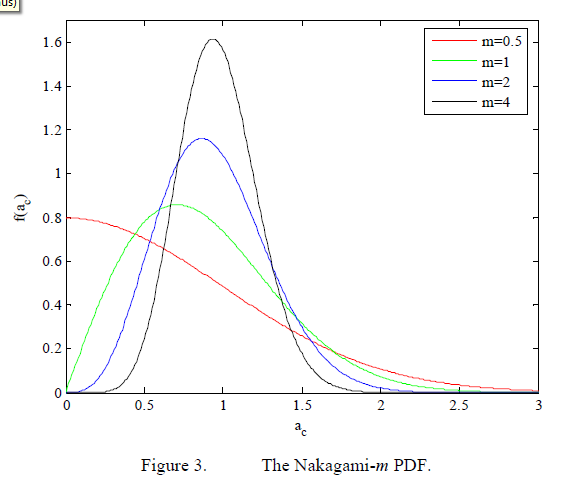 us)
f(a_c)
1.6
1.4
1.2
1
0.8
0.6
0.4
0.2
0
m=0.5
m=1
m=2
m=4
0 0.5 1 1.5 2 2.5 3
a_c
Figure 3. The Nakagami-m PDF.